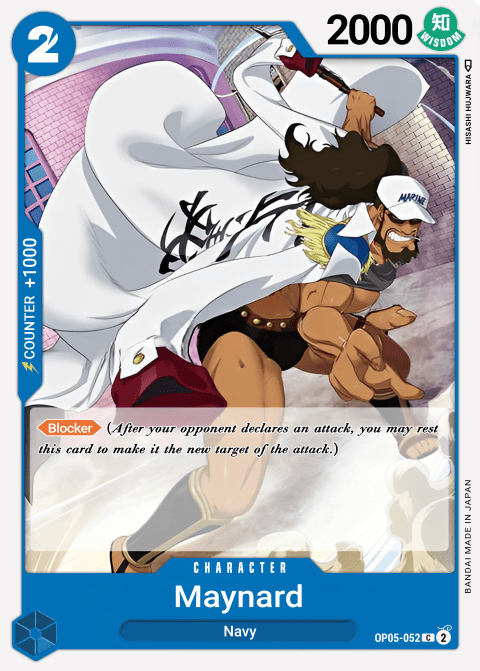 2
2000
知
WISDOM
HISASHI HUJWARA
MARINE
COUNTER +1000
Blocker (After your opponent declares an attack, you may rest
this card to make it the new target of the attack.)
BANDAI MADE IN JAPAN
CHARACTER
Maynard
Navy
OP05-052 C 2